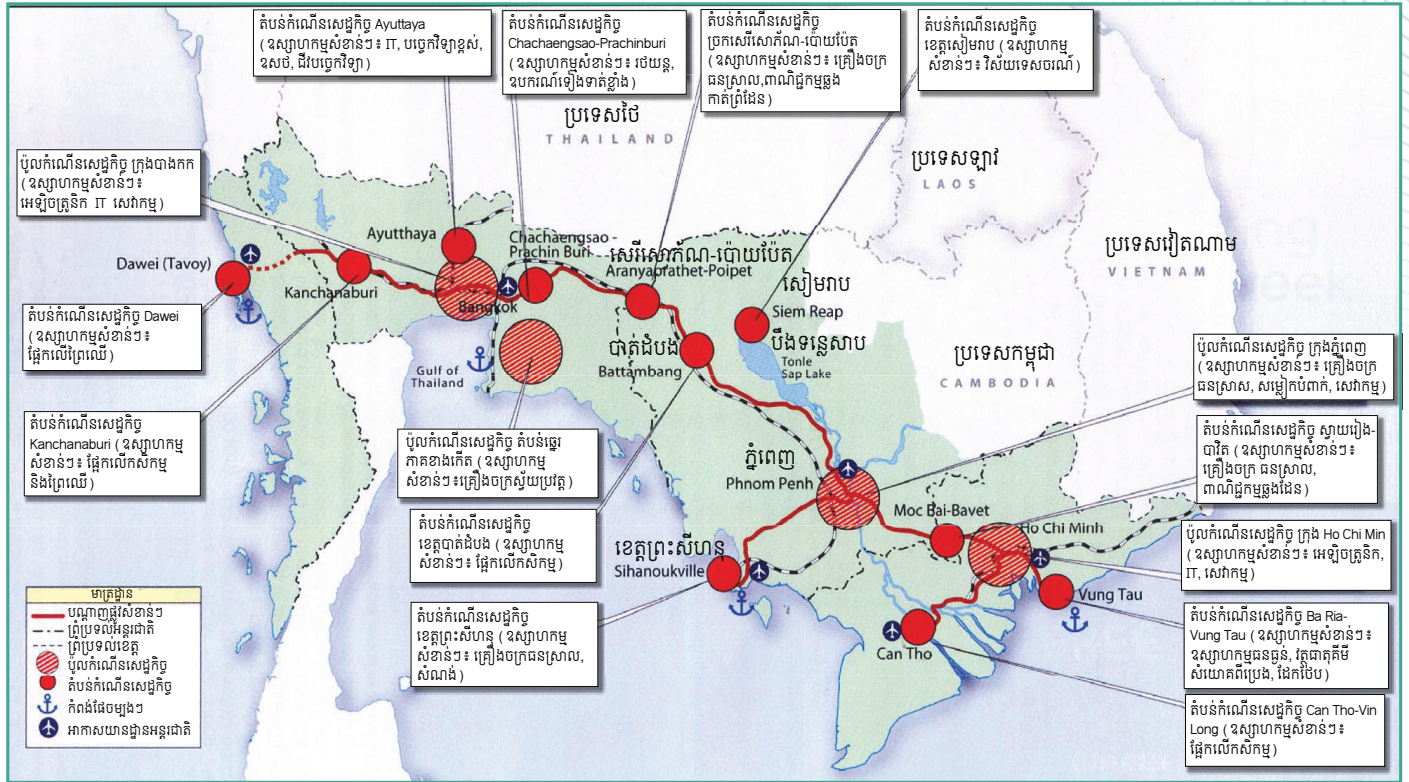 តំបន់កំណើនសេដ្ឋកិច្ច Ayuttaya
(ឧស្សាហកម្មសំខាន់ៗ៖ IT, បច្ចេកវិទ្យាខ្ពស់,
ឧសថ, ជីវបច្ចេកវិទ្យា)
តំបន់កំណើនសេដ្ឋកិច្ច
Chachaengsao-Prachinburi
(ឧស្សាហកម្មសំខាន់ៗ៖ រថយន្ត,
ឧបករណ៍ទៀងទាត់ខ្លាំង)
តំបន់កំណើនសេដ្ឋកិច្ច
ច្រកសេរីសោភ័ណ-ប៉ោយប៉ែត
(ឧស្សាហកម្មសំខាន់ៗ៖ គ្រឿងចក្រ
ធនស្រាល,ពាណិជ្ជកម្មឆ្លង
កាត់ព្រំដែន)
តំបន់កំណើនសេដ្ឋកិច្ច
ខេត្តសៀមរាប (ឧស្សាហកម្ម
សំខាន់ៗ៖ វិស័យទេសចរណ៍)
ប្រទេសថៃ
THAILAND
ប្រទេសឡាវ
LAOS
ប្រទេសវៀតណាម
VIETNAM
ប្រទេសកម្ពុជា
CAMBODIA
ប៉ូលកំណើនសេដ្ឋកិច្ច ក្រុងបាងកក
(ឧស្សាហកម្មសំខាន់ៗ៖
អេឡិចត្រូនិក IT សេវាកម្ម)
Dawei (Tavoy)
Kanchanaburi
Ayutthaya
Bangkok
Chachaengsao -
Prachin Buri
សេរីសោភ័ណ-ប៉ោយប៉ែត
Aranyaprathet-Poipet
សៀមរាប
Siem Reap
បឹងទន្លេសាប
Tonle
Sap Lake
បាត់ដំបង
Battambang
Gulf of
Thailand
តំបន់កំណើនសេដ្ឋកិច្ច Dawei
(ឧស្សាហកម្មសំខាន់ៗ៖
ផ្អែកលើព្រៃឈើ)
តំបន់កំណើនសេដ្ឋកិច្ច
Kanchanaburi (ឧស្សាហកម្ម
សំខាន់ៗ៖ ផ្អែកលើកសិកម្ម
និងព្រៃឈើ)
ប៉ូលកំណើនសេដ្ឋកិច្ច តំបន់ឆ្នេរ
ភាគខាងកើត (ឧស្សាហកម្ម
សំខាន់ៗ៖គ្រឿងចក្រស្វ័យប្រវត្ត)
តំបន់កំណើនសេដ្ឋកិច្ច
ខេត្តបាត់ដំបង (ឧស្សាហកម្ម
សំខាន់ៗ៖ ផ្អែកលើកសិកម្ម)
តំបន់កំណើនសេដ្ឋកិច្ច
ខេត្តព្រះសីហនុ (ឧស្សាហកម្ម
សំខាន់ៗ៖ គ្រឿងចក្រធនស្រាល,
សំណង់)
ភ្នំពេញ
Phnom Penh
ខេត្តព្រះសីហនុ
Sihanoukville
Moc Bai-Bavet
Ho Chi Minh
Vung Tau
Can Tho
ប៉ូលកំណើនសេដ្ឋកិច្ច ក្រុងភ្នំពេញ
(ឧស្សាហកម្មសំខាន់ៗ៖ គ្រឿងចក្រ
ធនស្រាស, សម្លៀកបំពាក់, សេវាកម្ម)
តំបន់កំណើនសេដ្ឋកិច្ច ស្វាយរៀង-
បាវិត (ឧស្សាហកម្មសំខាន់ៗ៖
គ្រឿងចក្រ ធនស្រាល,
ពាណិជ្ជកម្មឆ្លងដែន)
ប៉ូលកំណើនសេដ្ឋកិច្ច ក្រុង Ho Chi Min
(ឧស្សាហកម្មសំខាន់ៗ៖ អេឡិចត្រូនិក,
IT, សេវាកម្ម)
តំបន់កំណើនសេដ្ឋកិច្ច Ba Ria-
Vung Tau (ឧស្សាហកម្មសំខាន់ៗ៖
ឧស្សាហកម្មធនធ្ងន់, វត្ថុធាតុគីមី
សំយោគពីប្រេង, ដែកថែប)
តំបន់កំណើនសេដ្ឋកិច្ច Can Tho-Vin
Long (ឧស្សាហកម្មសំខាន់ៗ៖
ផ្អែកលើកសិកម្ម)
មាត្រដ្ឋាន
បណ្តាញផ្លូវសំខាន់ៗ
ព្រំប្រទល់អន្តរជាតិ
ព្រំប្រទល់ខេត្ត
ប៉ូលកំណើនសេដ្ឋកិច្ច
តំបន់កំណើនសេដ្ឋកិច្ច
កំពង់ផែចម្បងៗ
អាកាសយានដ្ឋានអន្តរជាតិ